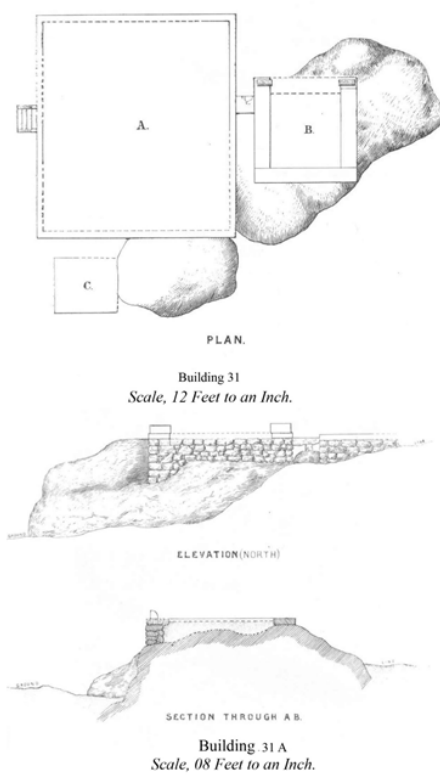 A.
B.
C.
PLAN.
Building 31
Scale, 12 Feet to an Inch.
ELEVATION (NORTH)
SECTION THROUGH A B.
Building 31 A
Scale, 08 Feet to an Inch.